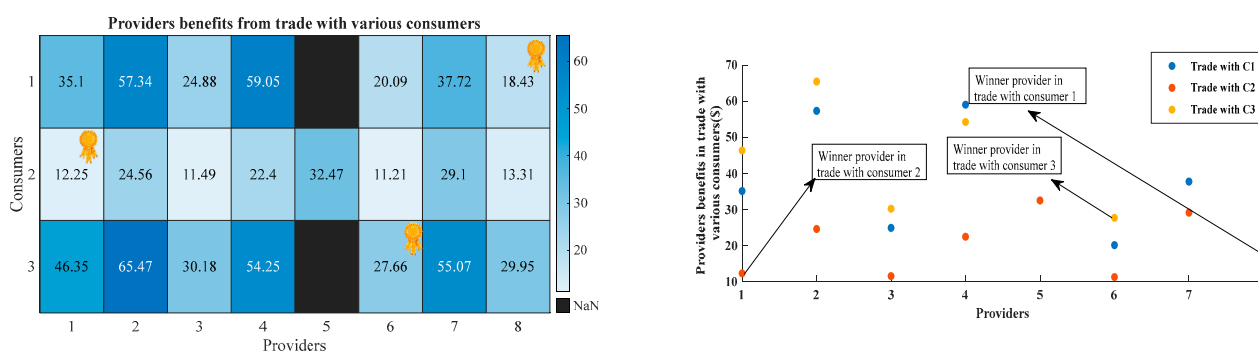 Providers benefits from trade with various consumers
Consumers
1
35.1 57.34 24.88 59.05 20.09 37.72 18.43
2
12.25 24.56 11.49 22.4 32.47 11.21 29.1 13.31
3
46.35 65.47 30.18 54.25 27.66 55.07 29.95
1 2 3 4 5 6 7 8
Providers
60
50
40
30
20
NaN
Providers benefits in trade with
various consumers($)
70
60
50
40
30
20
10
1 2 3 4 5 6 7
Providers
Winner provider in
trade with consumer 1
Winner provider in
trade with consumer 2
Winner provider in
trade with consumer 3
Trade with C1
Trade with C2
Trade with C3